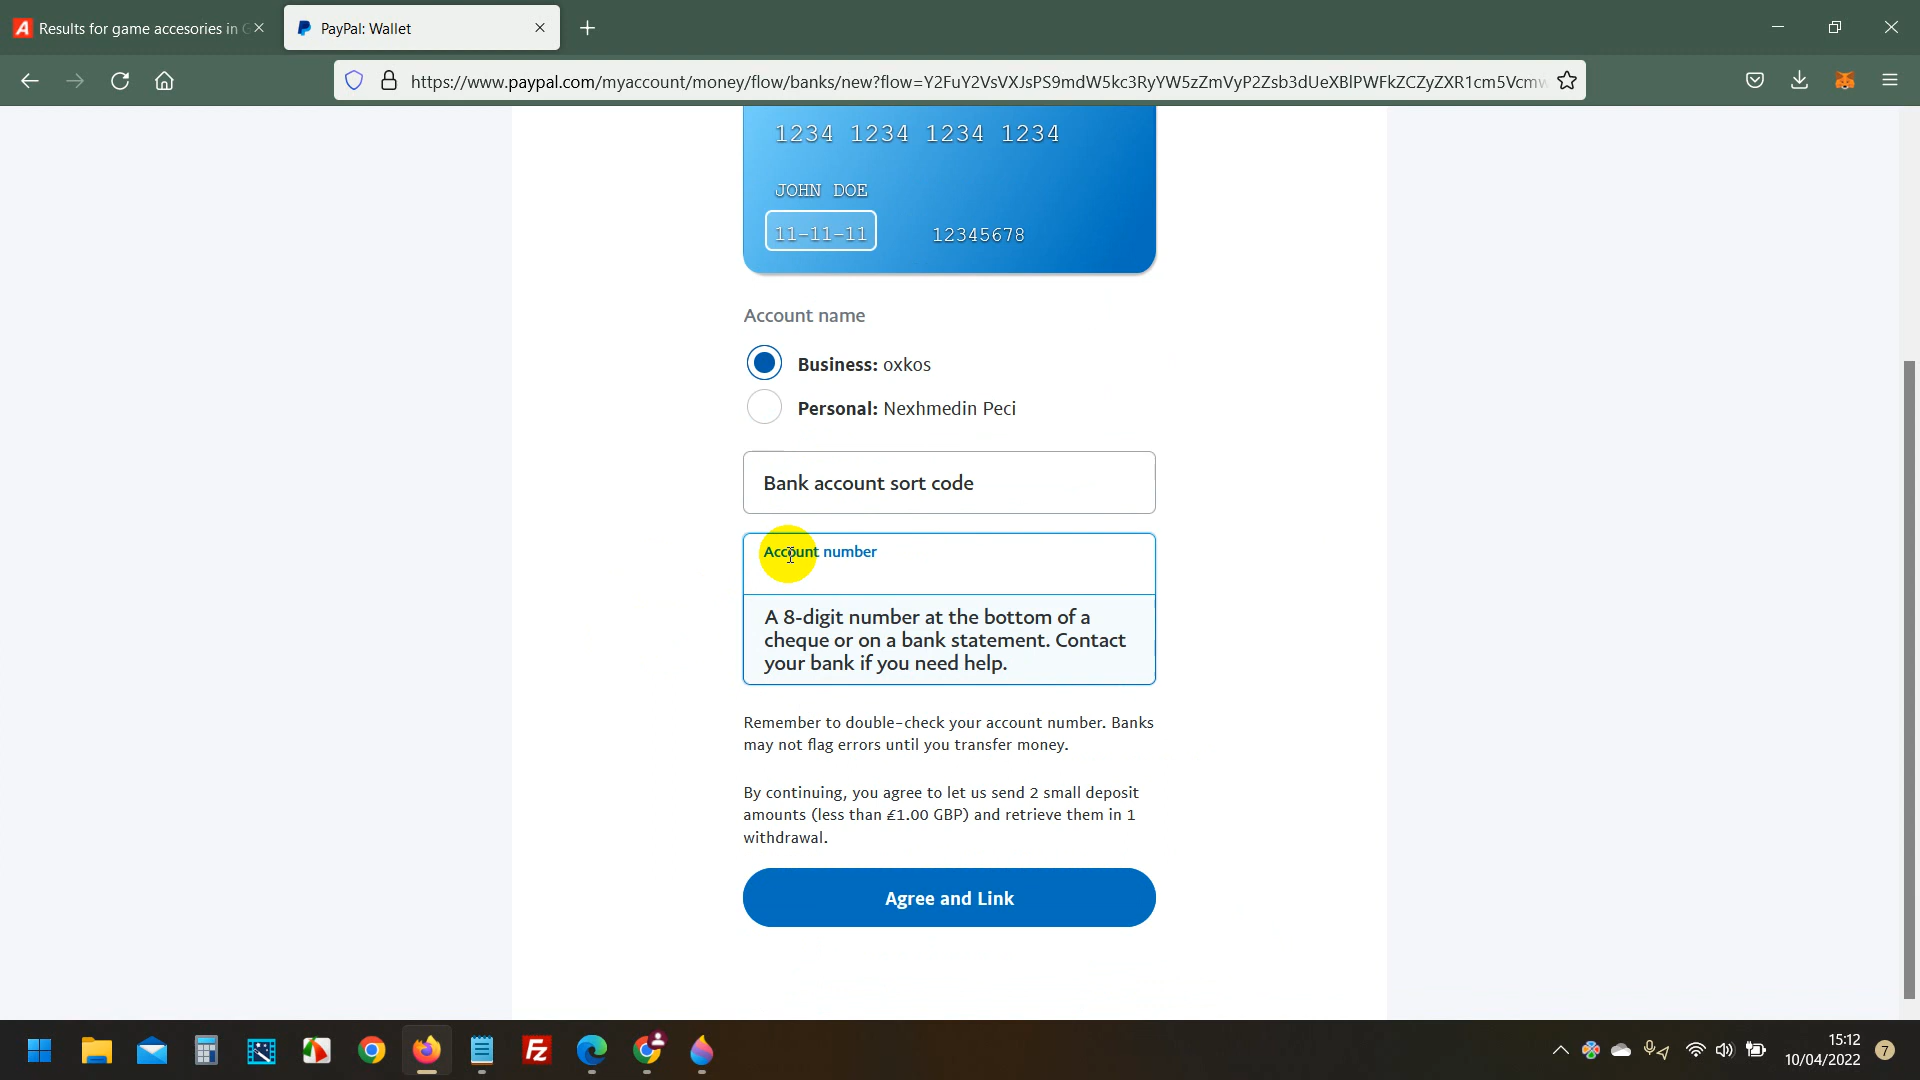 Results for game accesories in
PayPal: Wallet
https://www.paypal.com/myaccount/money/flow/banks/new?flow=Y2FuY2VsVXJsPS9mdW5kc3RyYW5zZmVyP2Zsb3dUeXBlPWFkZCZyZXR1cm5Vcmw
1234 1234 1234 1234
JOHN DOE
11-11-11 12345678
Account name
Business: oxkos
Personal: Nexhmedin Peci
Bank account sort code
Account number
A 8-digit number at the bottom of a
cheque or on a bank statement. Contact
your bank if you need help.
Remember to double-check your account number. Banks
may not flag errors until you transfer money.
By continuing, you agree to let us send 2 small deposit
amounts (less than £1.00 GBP) and retrieve them in 1
withdrawal.
Agree and Link
15:12
10/04/2022
7